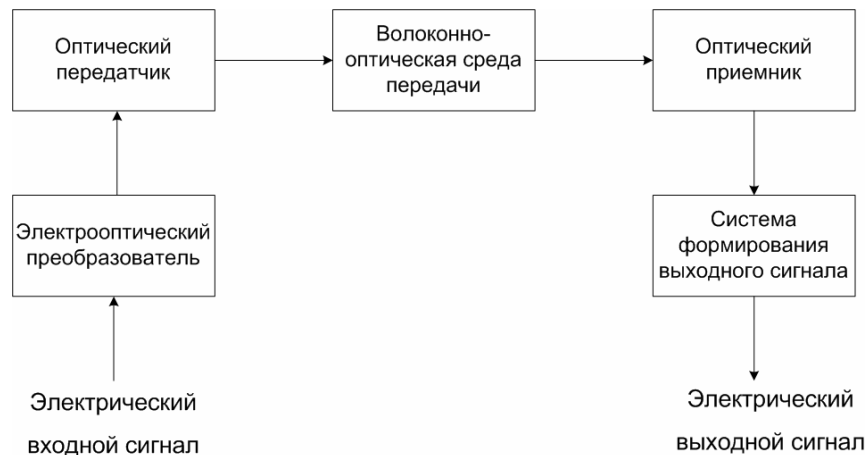 Оптический
передатчик
Волоконно-
оптическая среда
передачи
Оптический
приемник
Электрооптический
преобразователь
Система
формирования
выходного сигнала
Электрический
входной сигнал
Электрический
выходной сигнал